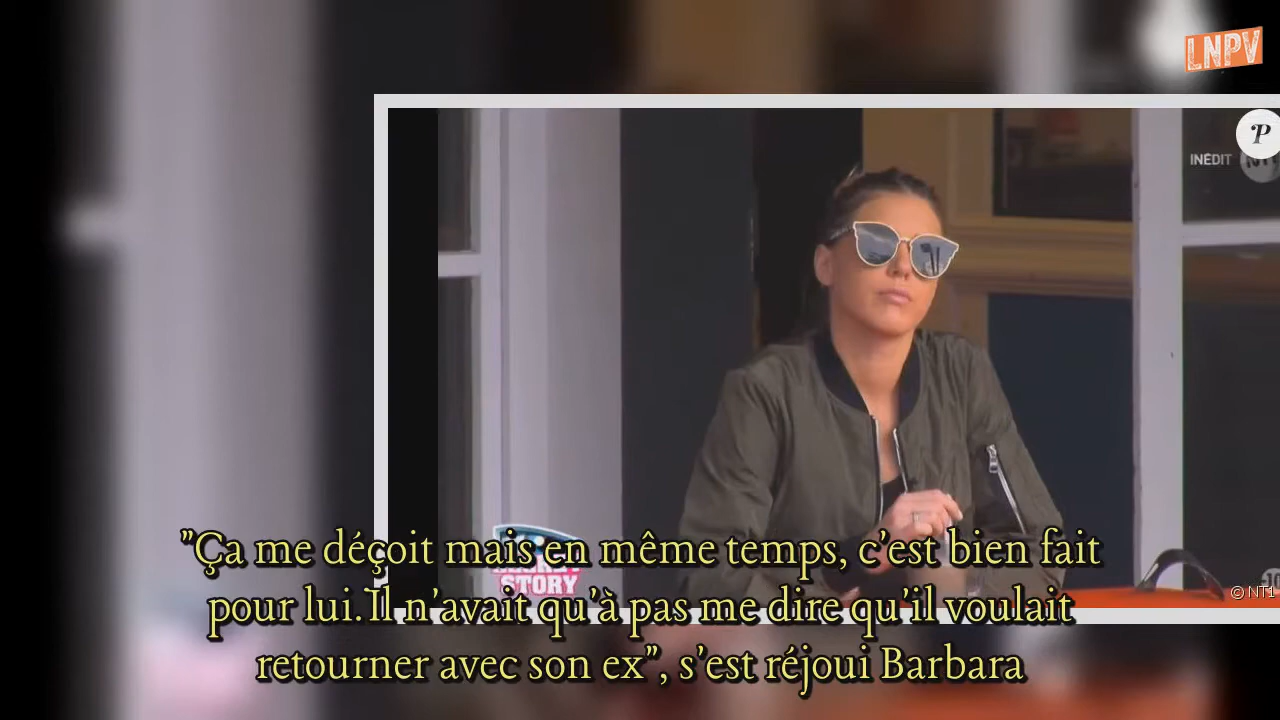 LNPV
P
INÉDIT
STORY
© NT1
"Ça me déçoit mais en même temps, c'est bien fait
pour lui. Il n'avait qu'à pas me dire qu'il voulait
retourner avec son ex", s'est réjoui Barbara